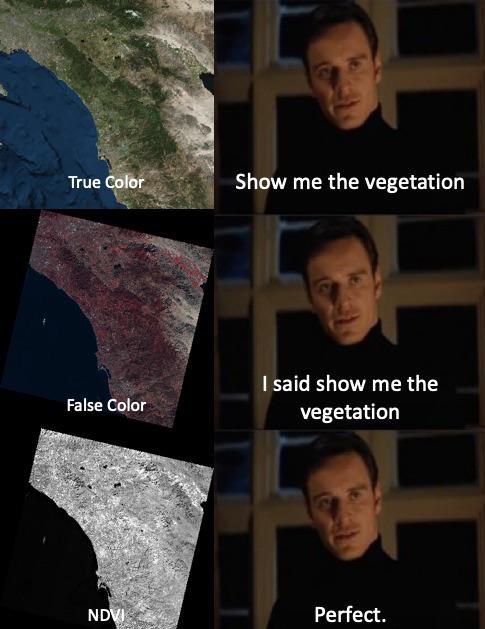 True Color
Show me the vegetation
False Color
I said show me the
vegetation
NDVI
Perfect.